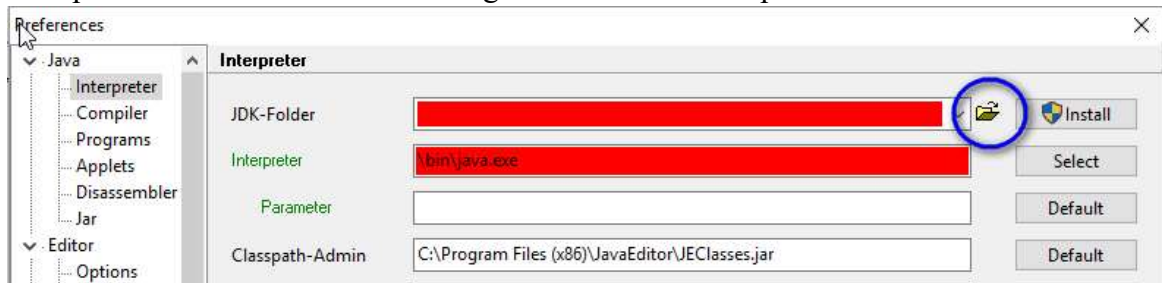 Preferences
Java
Interpreter
Compiler
Programs
Applets
Disassembler
Jar
Editor
Options
Interpreter
JDK-Folder
Install
Interpreter
\bin\java.exe
Select
Parameter
Default
Classpath-Admin
C:\Program Files (x86)\JavaEditor\JEClasses.jar
Default